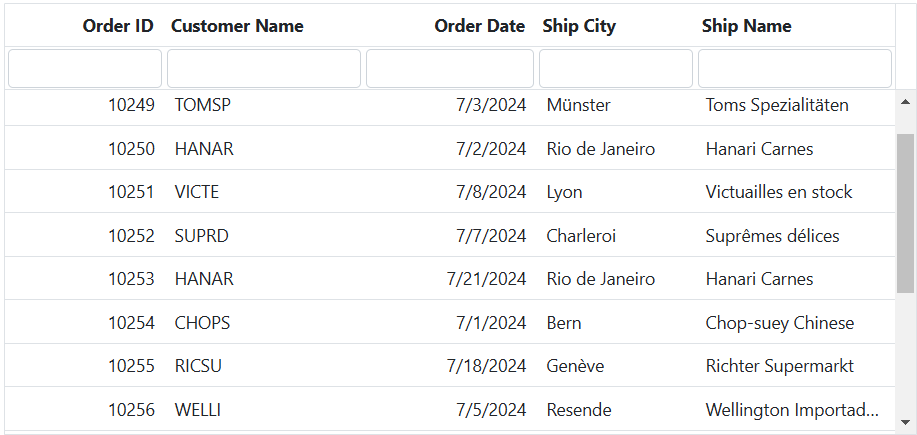 Order ID Customer Name Order Date Ship City Ship Name
10249 TOMSP 7/3/2024 Münster Toms Spezialitäten
10250 HANAR 7/2/2024 Rio de Janeiro Hanari Carnes
10251 VICTE 7/8/2024 Lyon Victuailles en stock
10252 SUPRD 7/7/2024 Charleroi Suprêmes délices
10253 HANAR 7/21/2024 Rio de Janeiro Hanari Carnes
10254 CHOPS 7/1/2024 Bern Chop-suey Chinese
10255 RICSU 7/18/2024 Genève Richter Supermarkt
10256 WELLI 7/5/2024 Resende Wellington Importad...